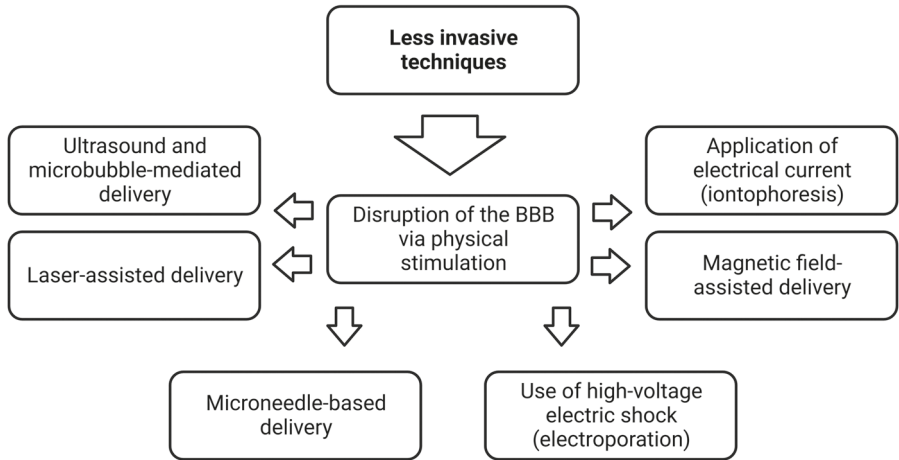 Less invasive
techniques
Ultrasound and
microbubble-mediated
delivery
Application of
electrical current
(iontophoresis)
Disruption of the BBB
via physical
stimulation
Laser-assisted delivery
Magnetic field-
assisted delivery
Microneedle-based
delivery
Use of high-voltage
electric shock
(electroporation)